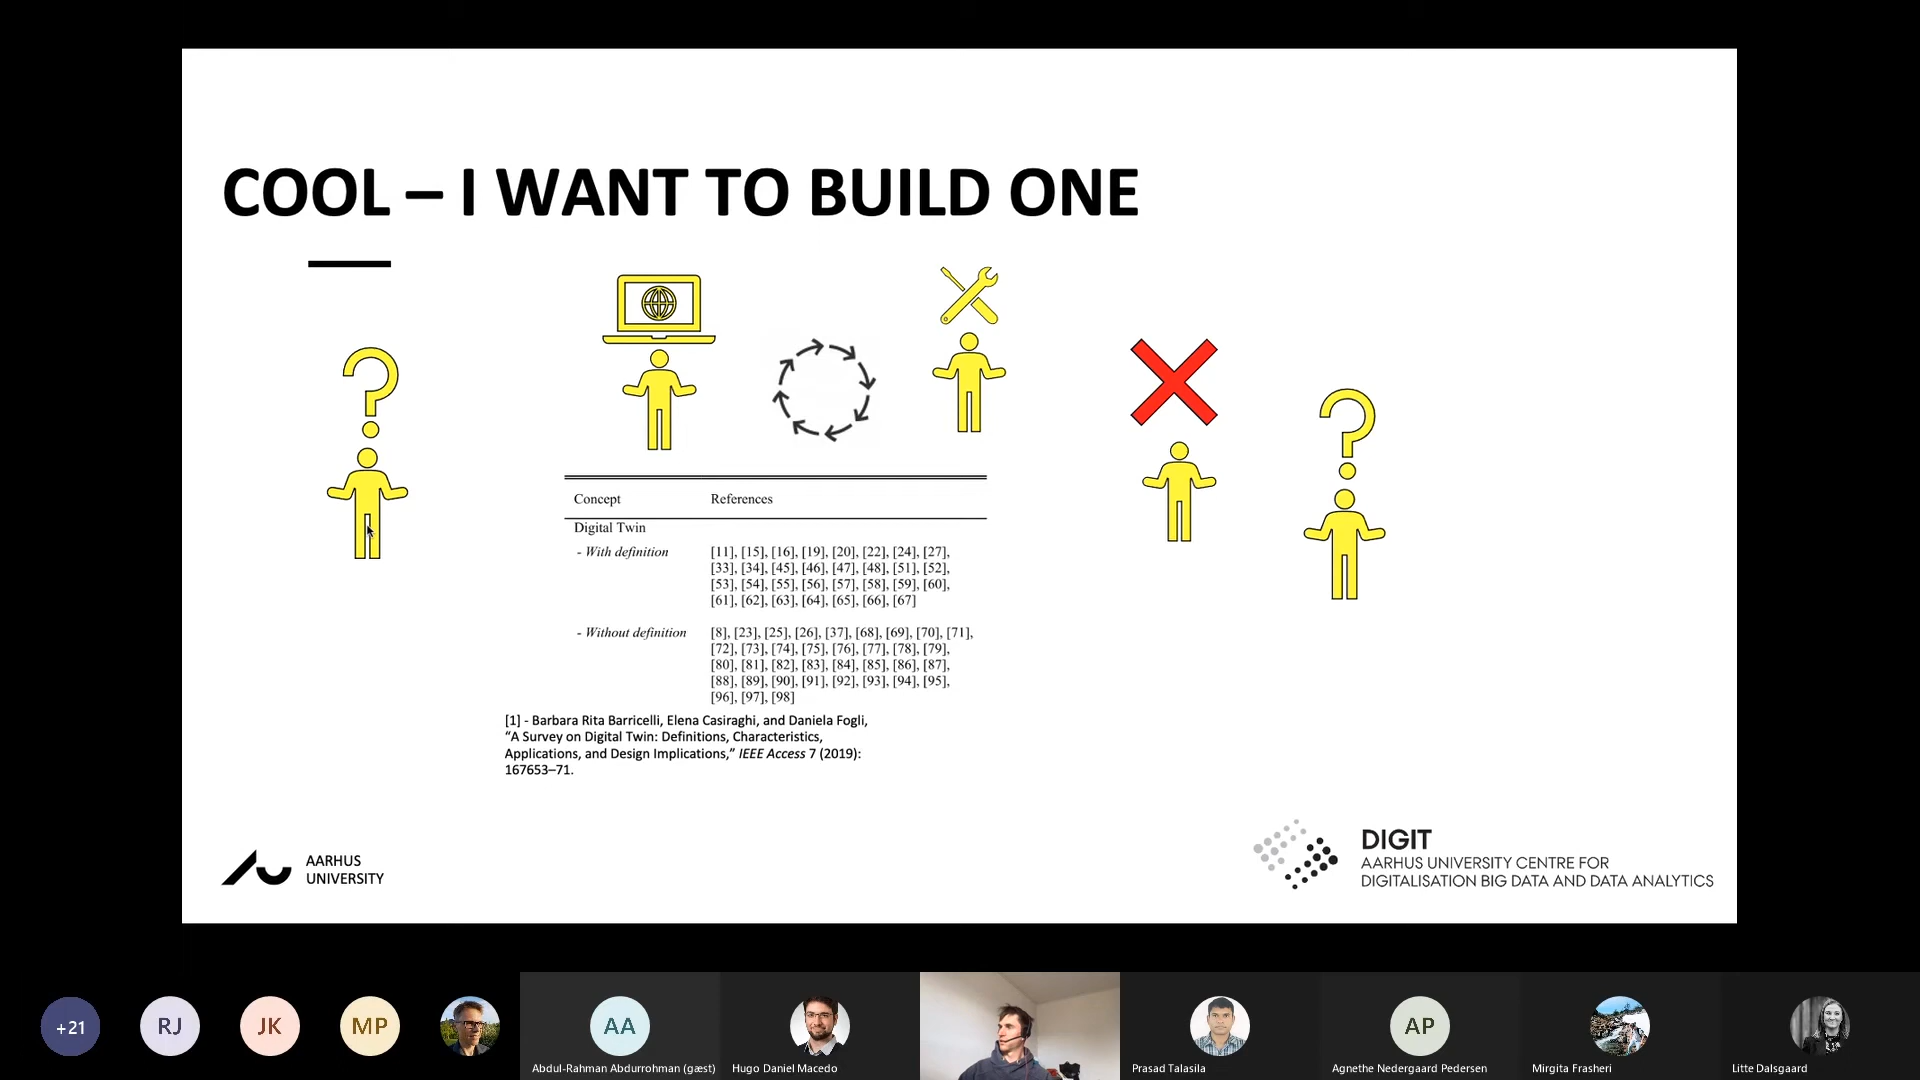 COOL – I WANT TO BUILD ONE
Concept References
Digital Twin
- With definition [11], [15], [16], [19], [20], [22], [24], [27],
[33], [34], [45], [46], [47], [48], [51], [52],
[53], [54], [55], [56], [57], [58], [59], [60],
[61], [62], [63], [64], [65], [66], [67]
- Without definition [8], [23], [25], [26], [37], [68], [69], [70], [71],
[72], [73], [74], [75], [76], [77], [78], [79],
[80], [81], [82], [83], [84], [85], [86], [87],
[88], [89], [90], [91], [92], [93], [94], [95],
[96], [97], [98]
[1] - Barbara Rita Barricelli, Elena Casiraghi, and Daniela Fogli,
“A Survey on Digital Twin: Definitions, Characteristics,
Applications, and Design Implications,” IEEE Access 7 (2019):
167653–71.
AARHUS
UNIVERSITY
DIGIT
AARHUS UNIVERSITY CENTRE FOR
DIGITALISATION BIG DATA AND DATA ANALYTICS
+21
RJ
JK
MP
AA
AP
Abdul-Rahman Abdurrohman (gæst)
Hugo Daniel Macedo
Prasad Talasila
Agnethe Nedergaard Pedersen
Mirgita Frasheri
Litte Dalsgaard